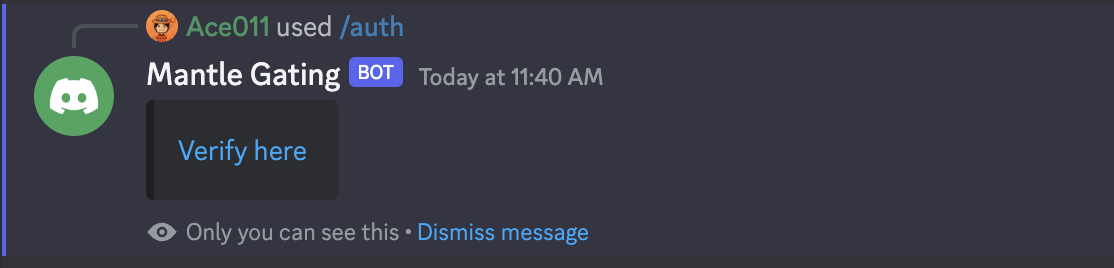 Ace011 used /auth
Mantle Gating BOT Today at 11:40 AM
Verify here
Only you can see this • Dismiss message